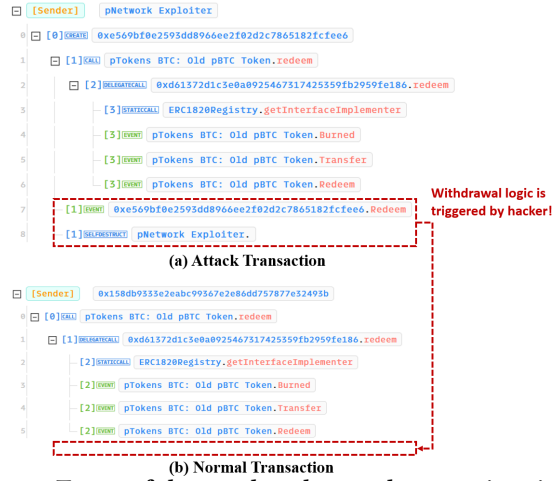 [Sender] pNetwork Exploiter
0 [0] CREATE 0xe569bf0e2593dd8966ee2f02d2c7865182fcfee6
1 [1] CALL pTokens BTC: Old pBTC Token.redeem
2 [2] DELEGATECALL 0xd61372d1c3e0a0925467317425359fb2959fe186.redeem
3 [3] STATICCALL ERC1820Registry.getInterfaceImplementer
4 [3] EVENT pTokens BTC: Old pBTC Token.Burned
5 [3] EVENT pTokens BTC: Old pBTC Token.Transfer
6 [3] EVENT pTokens BTC: Old pBTC Token.Redeem
Withdrawal logic is
triggered by hacker!
7 [1] EVENT 0xe569bf0e2593dd8966ee2f02d2c7865182fcfee6.Redeem
8 [1] SELFDESTRUCT pNetwork Exploiter.
(a) Attack Transaction
[Sender] 0x158db9333e2eabc99367e2e86dd757877e32493b
0 [0] CALL pTokens BTC: Old pBTC Token.redeem
1 [1] DELEGATECALL 0xd61372d1c3e0a0925467317425359fb2959fe186.redeem
2 [2] STATICCALL ERC1820Registry.getInterfaceImplementer
3 [2] EVENT pTokens BTC: Old pBTC Token.Burned
4 [2] EVENT pTokens BTC: Old pBTC Token.Transfer
5 [2] EVENT pTokens BTC: Old pBTC Token.Redeem
(b) Normal Transaction